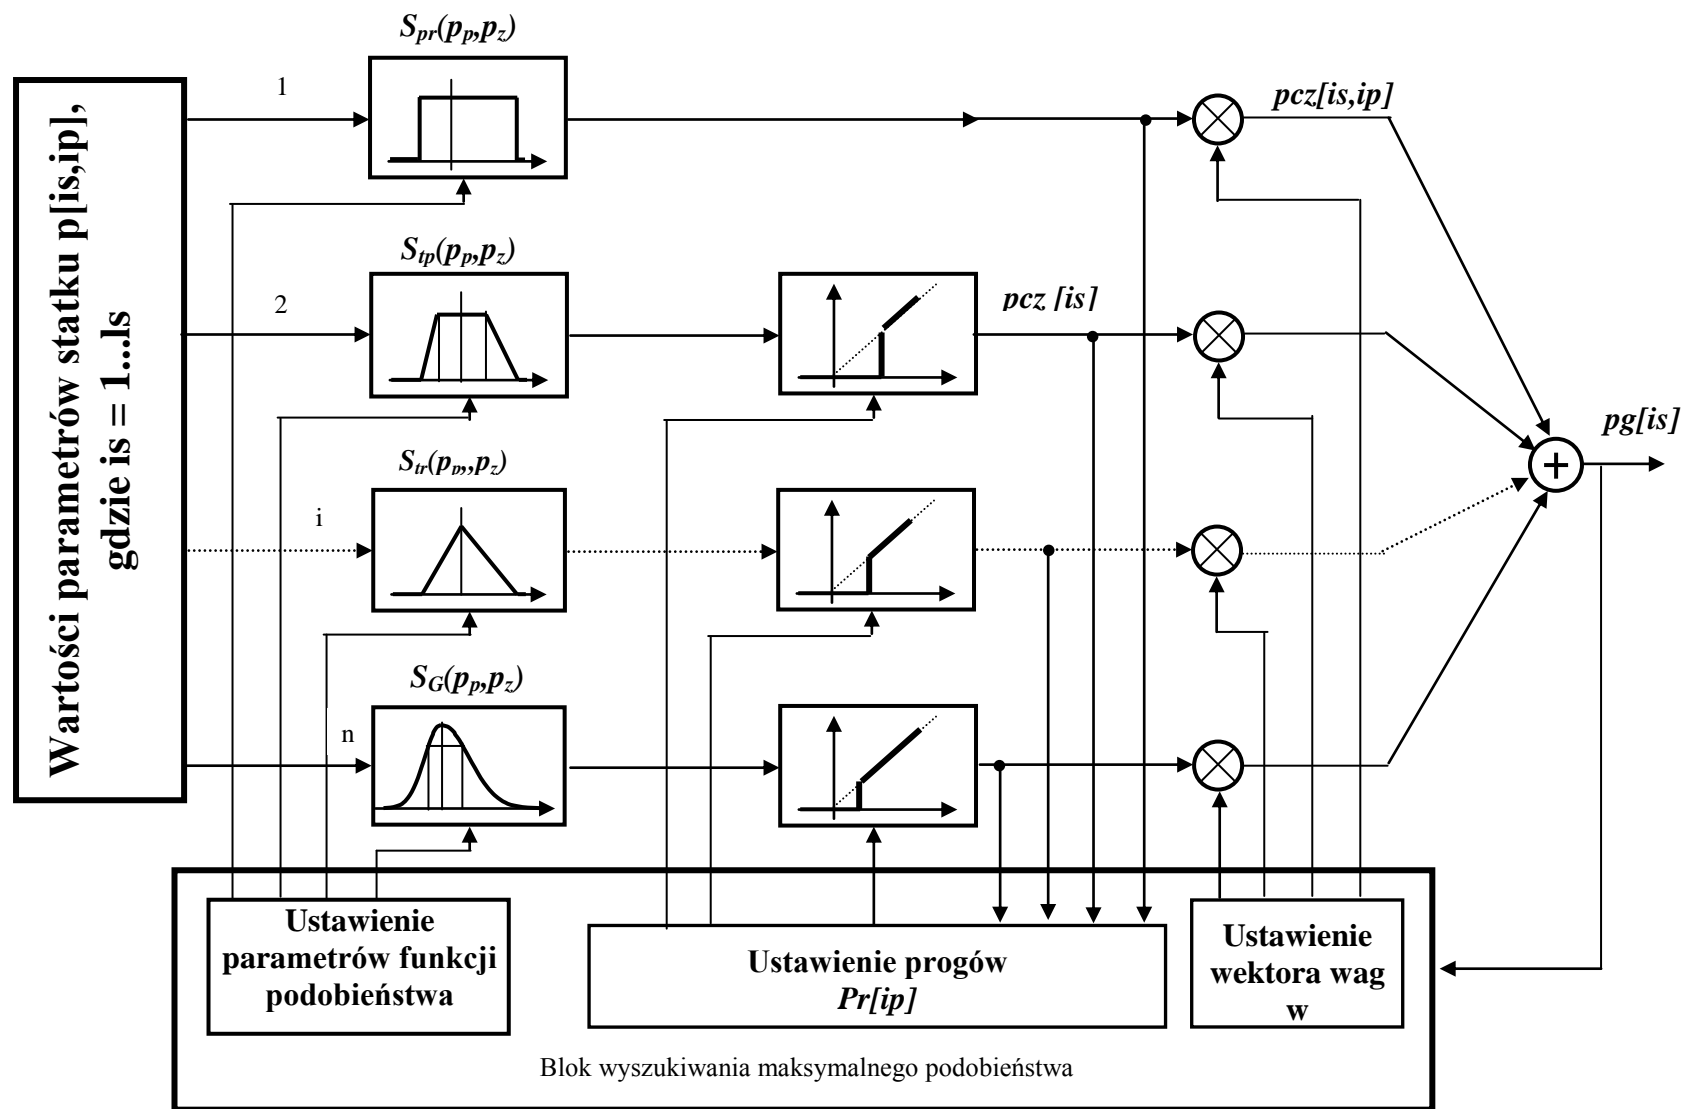 S_pr(p_p,p_z)
1
pcz[is,ip]
Wartości parametrów statku p[is,ip],
gdzie is = 1...ls
S_tp(p_p,p_z)
2
pcz [is]
S_tr(p_p,,p_z)
i
pg[is]
S_G(p_p,p_z)
n
Ustawienie
parametrów funkcji
podobieństwa
Ustawienie progów
Pr[ip]
Ustawienie
wektora wag
w
Blok wyszukiwania maksymalnego podobieństwa